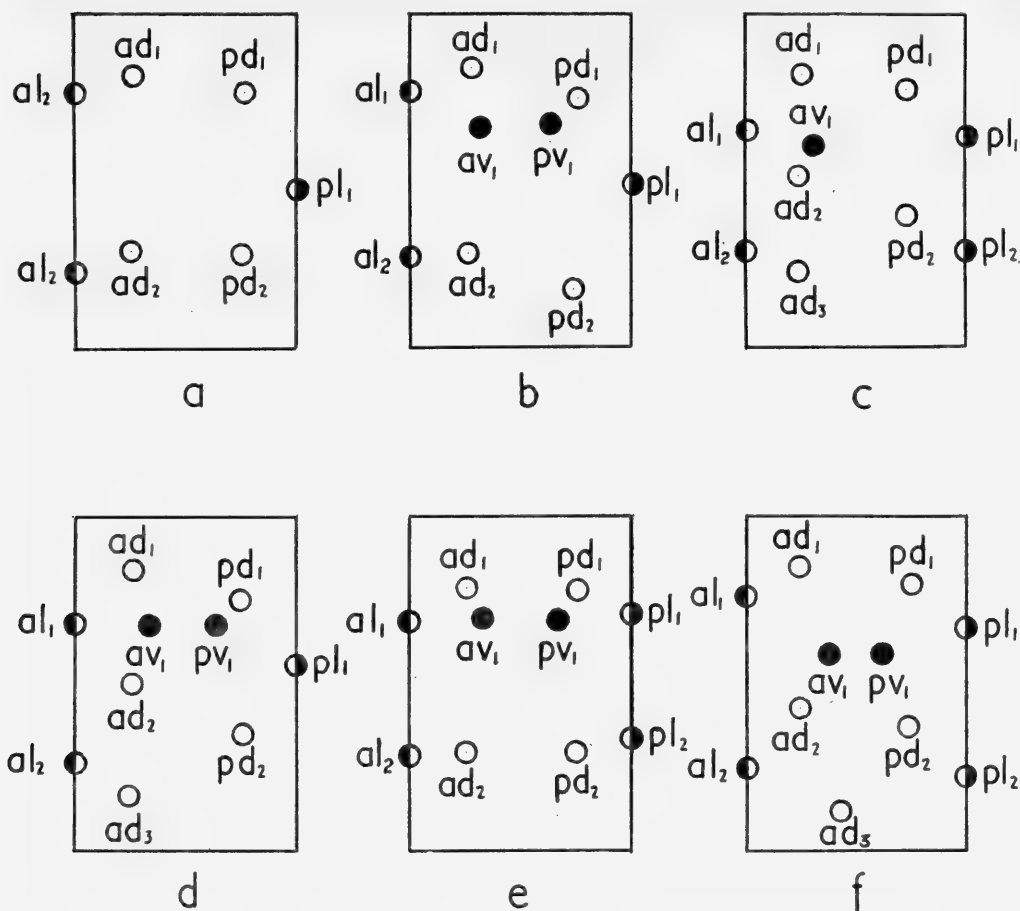 ad₁ pd₁
al₂
pl₁
al₂ ad₂ pd₂
a
ad₁ pd₁
al₁
av₁ pv₁
pl₁
al₂ ad₂ pd₂
b
ad₁ pd₁
av₁
al₁ pl₁
ad₂
al₂ pd₂ pl₂
ad₃
c
ad₁ pd₁
al₁
av₁ pv₁
pl₁
ad₂
al₂ pd₂
ad₃
d
ad₁ pd₁
al₁ pl₁
av₁ pv₁
al₂ pl₂
ad₂ pd₂
e
ad₁ pd₁
al₁
pl₁
av₁ pv₁
ad₂ pd₂
al₂ pl₂
ad₃
f